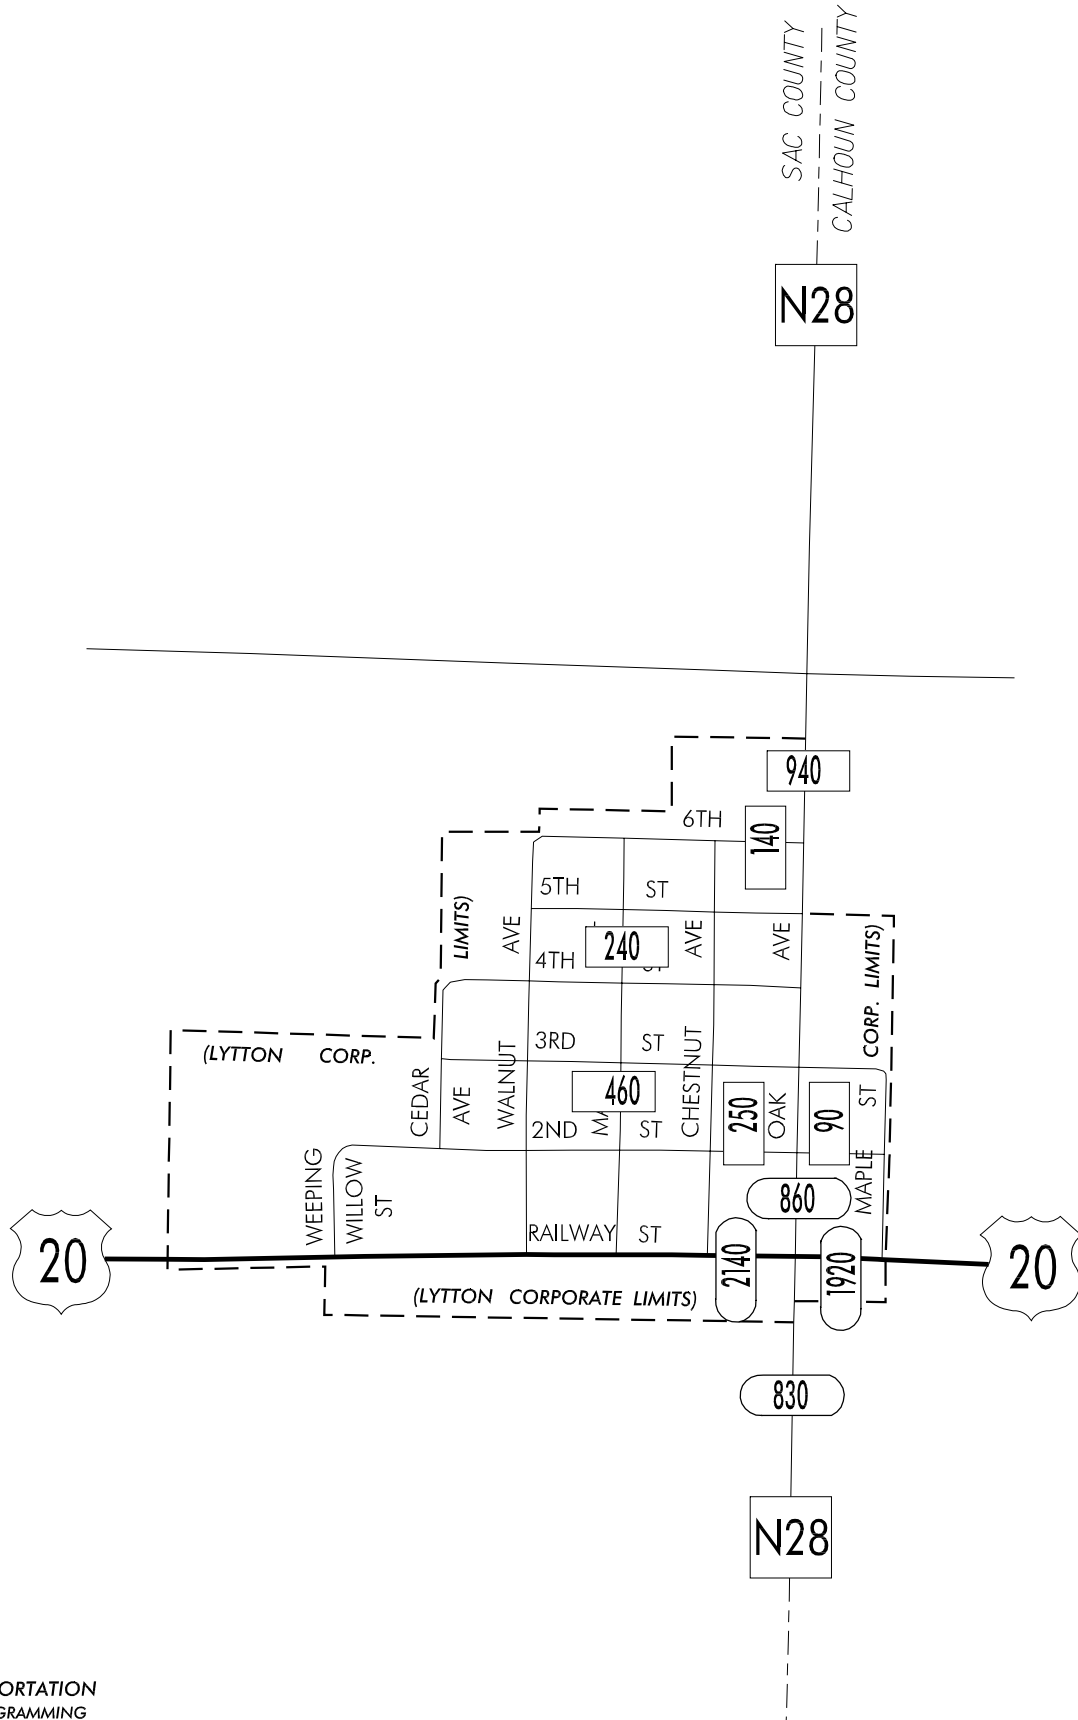 SAC COUNTY
CALHOUN COUNTY
N28
940
6TH
140
5TH ST
LIMITS)
AVE
240
AVE
AVE
4TH
CORP. LIMITS)
3RD ST
(LYTTON CORP.
CEDAR
AVE
WALNUT
460
CHESTNUT
250
OAK
90
ST
2ND
ST
WEEPING
WILLOW
ST
860
MAPLE
RAILWAY ST
20
2140
1920
20
(LYTTON CORPORATE LIMITS)
830
N28
ORTATION
GRAMMING